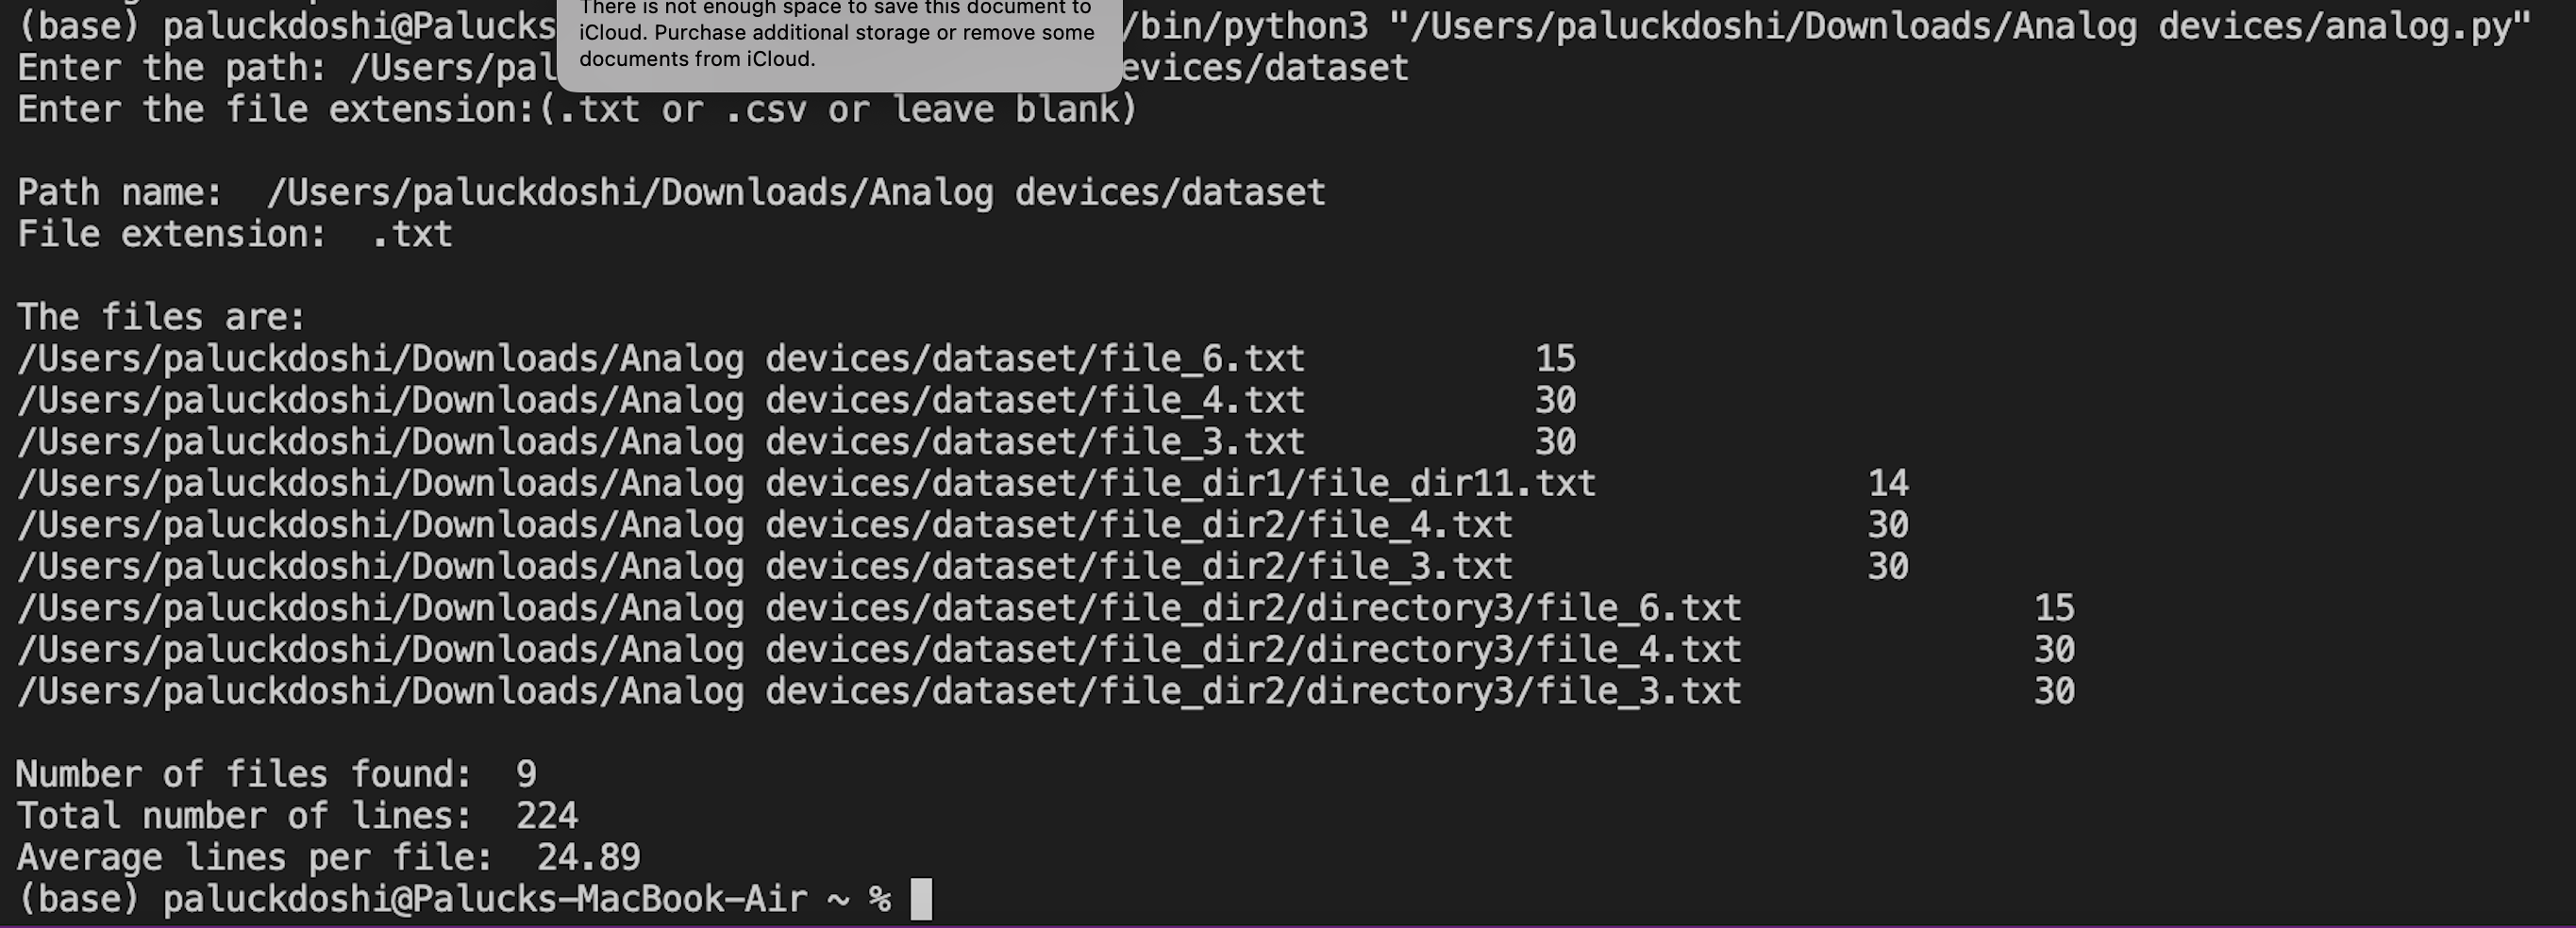 There is not enough space to save this document to
iCloud. Purchase additional storage or remove some
documents from iCloud.
(base) paluckdoshi@Palucks /bin/python3 "/Users/paluckdoshi/Downloads/Analog devices/analog.py"
Enter the path: /Users/pal evices/dataset
Enter the file extension:(.txt or .csv or leave blank)
Path name:  /Users/paluckdoshi/Downloads/Analog devices/dataset
File extension:  .txt
The files are:
/Users/paluckdoshi/Downloads/Analog devices/dataset/file_6.txt 15
/Users/paluckdoshi/Downloads/Analog devices/dataset/file_4.txt 30
/Users/paluckdoshi/Downloads/Analog devices/dataset/file_3.txt 30
/Users/paluckdoshi/Downloads/Analog devices/dataset/file_dir1/file_dir11.txt 14
/Users/paluckdoshi/Downloads/Analog devices/dataset/file_dir2/file_4.txt 30
/Users/paluckdoshi/Downloads/Analog devices/dataset/file_dir2/file_3.txt 30
/Users/paluckdoshi/Downloads/Analog devices/dataset/file_dir2/directory3/file_6.txt 15
/Users/paluckdoshi/Downloads/Analog devices/dataset/file_dir2/directory3/file_4.txt 30
/Users/paluckdoshi/Downloads/Analog devices/dataset/file_dir2/directory3/file_3.txt 30
Number of files found:  9
Total number of lines:  224
Average lines per file:  24.89
(base) paluckdoshi@Palucks-MacBook-Air ~ %